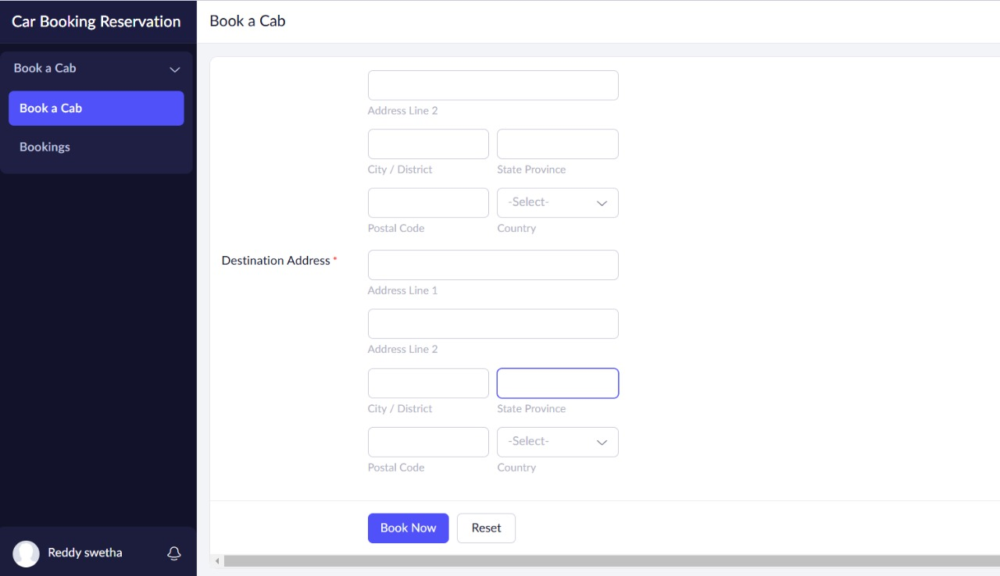 Car Booking Reservation
Book a Cab
Book a Cab
Book a Cab
Bookings
Address Line 2
City / District State Province
-Select-
Postal Code Country
Destination Address *
Address Line 1
Address Line 2
City / District State Province
-Select-
Postal Code Country
Book Now Reset
Reddy swetha